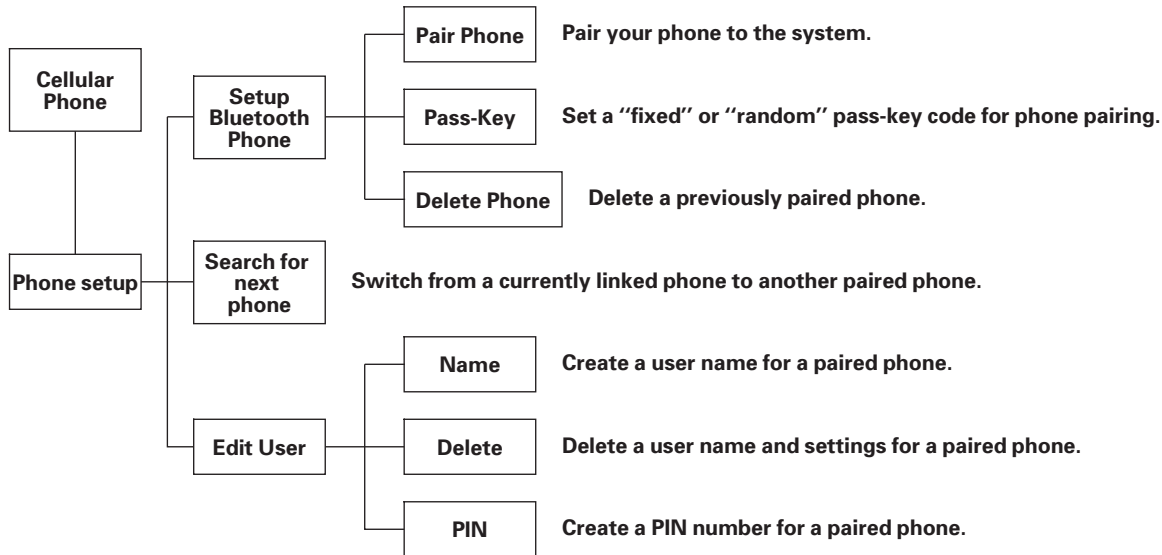 Cellular
Phone
Phone setup
Setup
Bluetooth
Phone
Pair Phone
Pair your phone to the system.
Pass-Key
Set a ''fixed'' or ''random'' pass-key code for phone pairing.
Delete Phone
Delete a previously paired phone.
Search for
next
phone
Switch from a currently linked phone to another paired phone.
Edit User
Name
Create a user name for a paired phone.
Delete
Delete a user name and settings for a paired phone.
PIN
Create a PIN number for a paired phone.